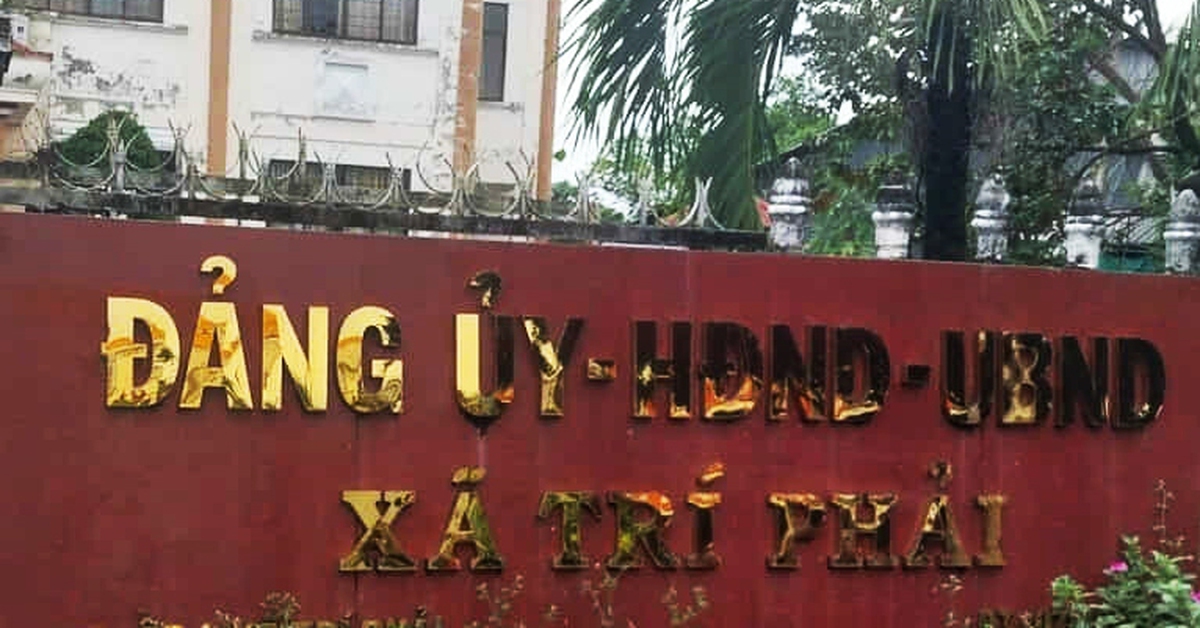 ĐẢNG ỦY-HĐND-UBND
XÃ TRÍ PHẢI